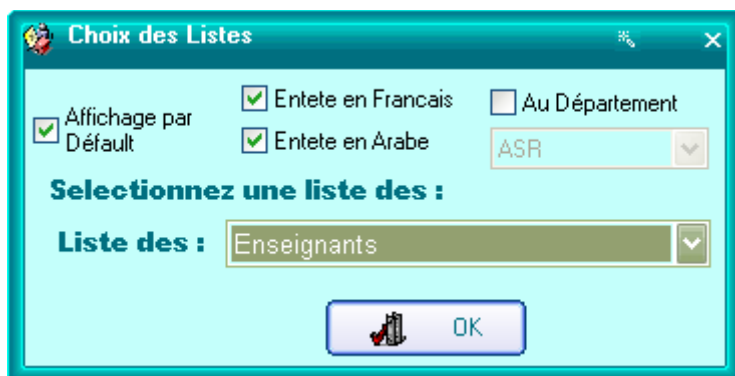 Choix des Listes
Affichage par
Défault
Entete en Francais
Entete en Arabe
Au Département
ASR
Selectionnez une liste des :
Liste des :
Enseignants
OK